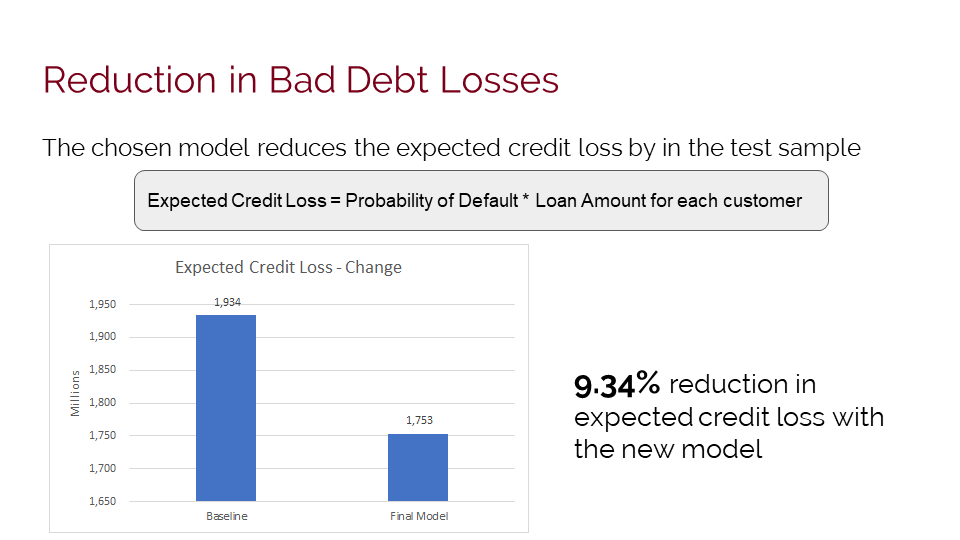 Reduction in Bad Debt Losses
The chosen model reduces the expected credit loss by in the test sample
Expected Credit Loss = Probability of Default * Loan Amount for each customer
Expected Credit Loss - Change
Millions
1,950
1,900
1,850
1,800
1,750
1,700
1,650
1,934
1,753
Baseline
Final Model
9.34% reduction in
expected credit loss with
the new model